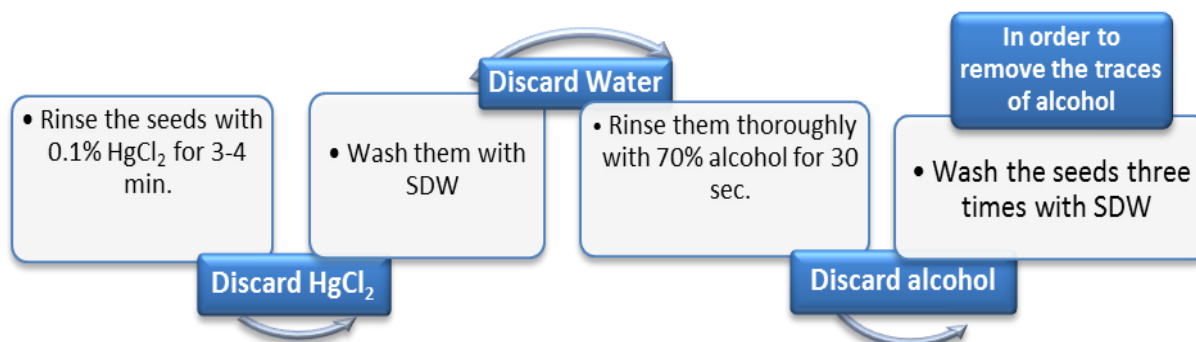 • Rinse the seeds with
0.1% HgCl₂ for 3-4
min.
Discard HgCl₂
• Wash them with
SDW
Discard Water
• Rinse them thoroughly
with 70% alcohol for 30
sec.
Discard alcohol
In order to
remove the traces
of alcohol
• Wash the seeds three
times with SDW